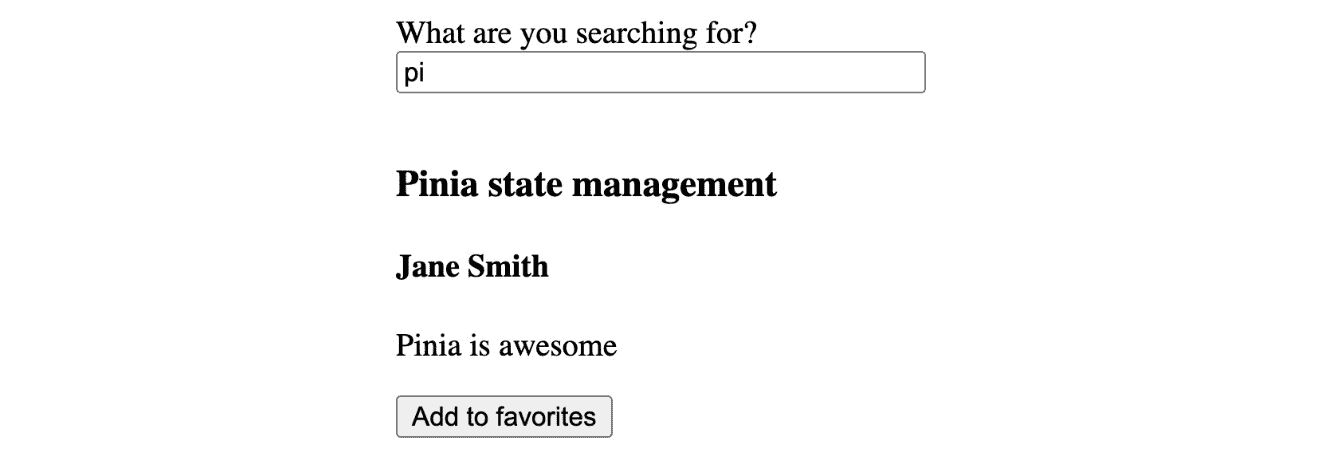 What are you searching for?
pi
Pinia state management
Jane Smith
Pinia is awesome
Add to favorites